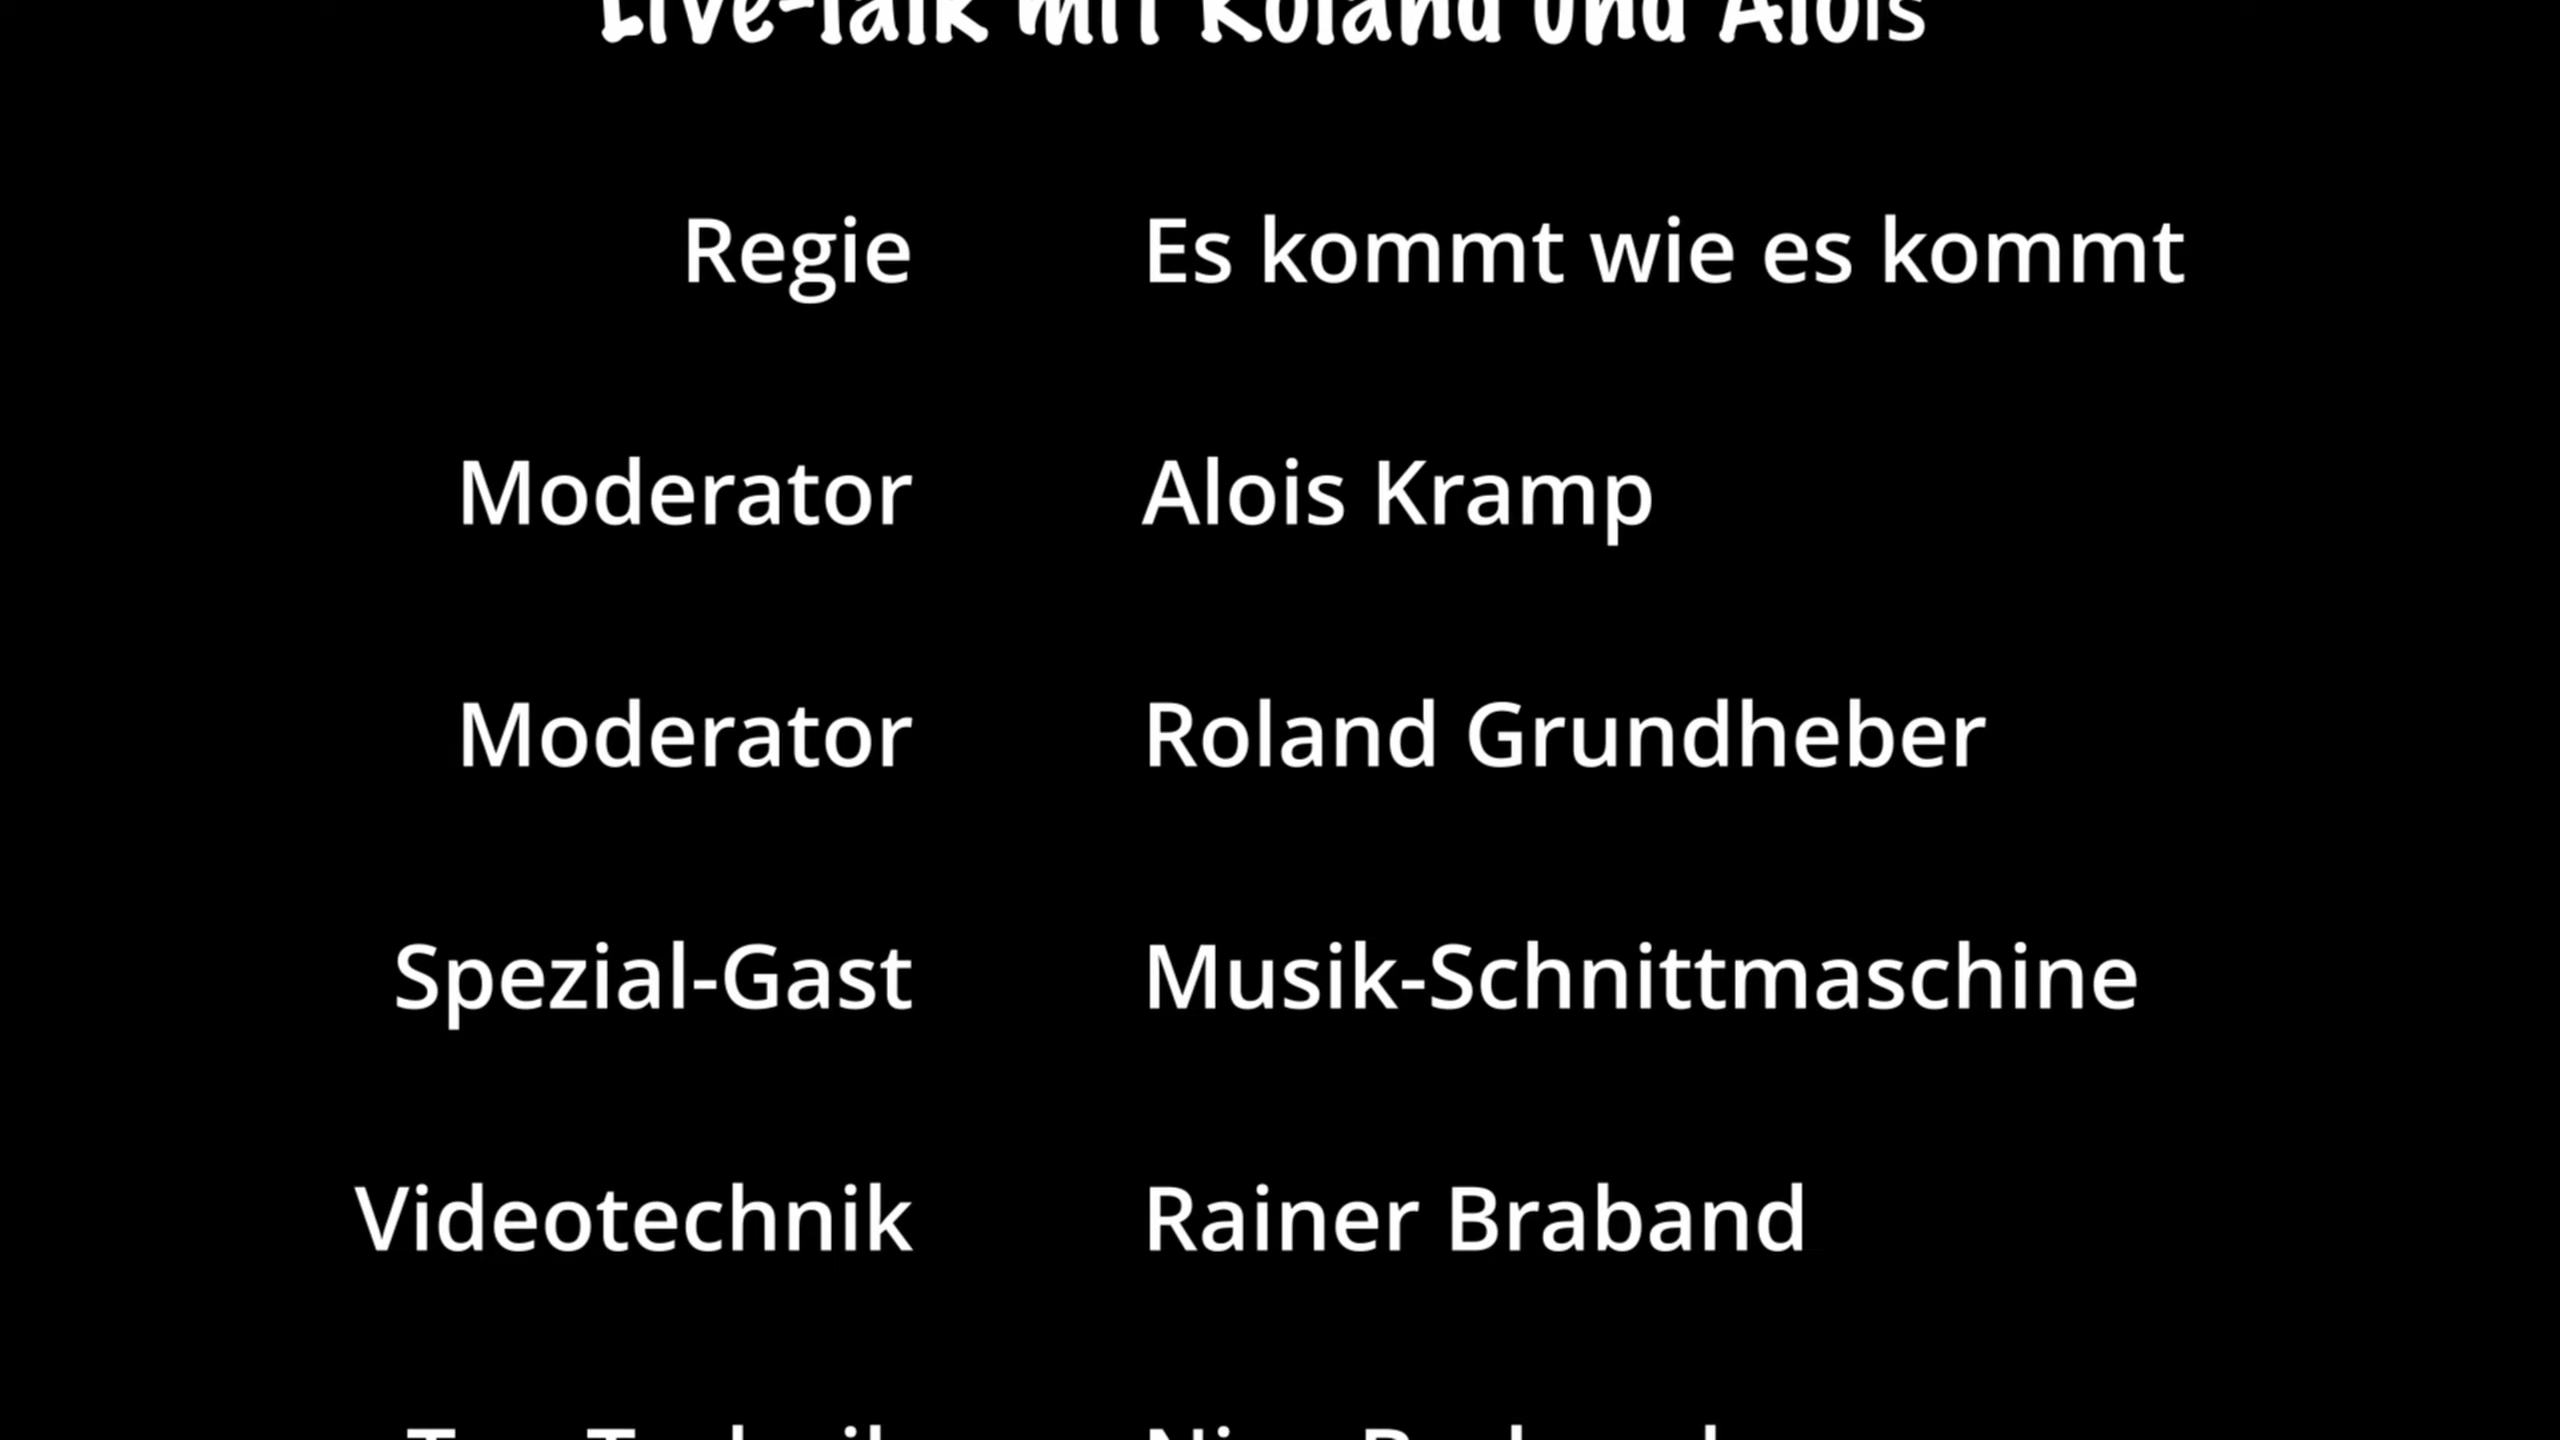 Live-Talk mit Roland und Alois
Regie Es kommt wie es kommt
Moderator Alois Kramp
Moderator Roland Grundheber
Spezial-Gast Musik-Schnittmaschine
Videotechnik Rainer Braband